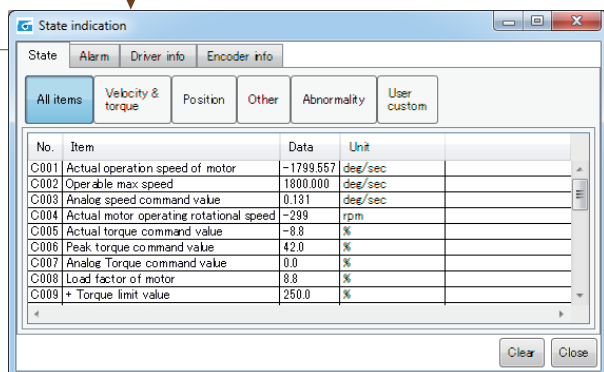 State indication
State Alarm Driver info Encoder info
All items Velocity & torque Position Other Abnormality User custom
No. Item Data Unit
C001 Actual operation speed of motor -1799.557 deg/sec
C002 Operable max speed 1800.000 deg/sec
C003 Analog speed command value 0.131 deg/sec
C004 Actual motor operating rotational speed -299 rpm
C005 Actual torque command value -8.8 %
C006 Peak torque command value 42.0 %
C007 Analog Torque command value 0.0 %
C008 Load factor of motor 8.8 %
C009 + Torque limit value 250.0 %
Clear Close